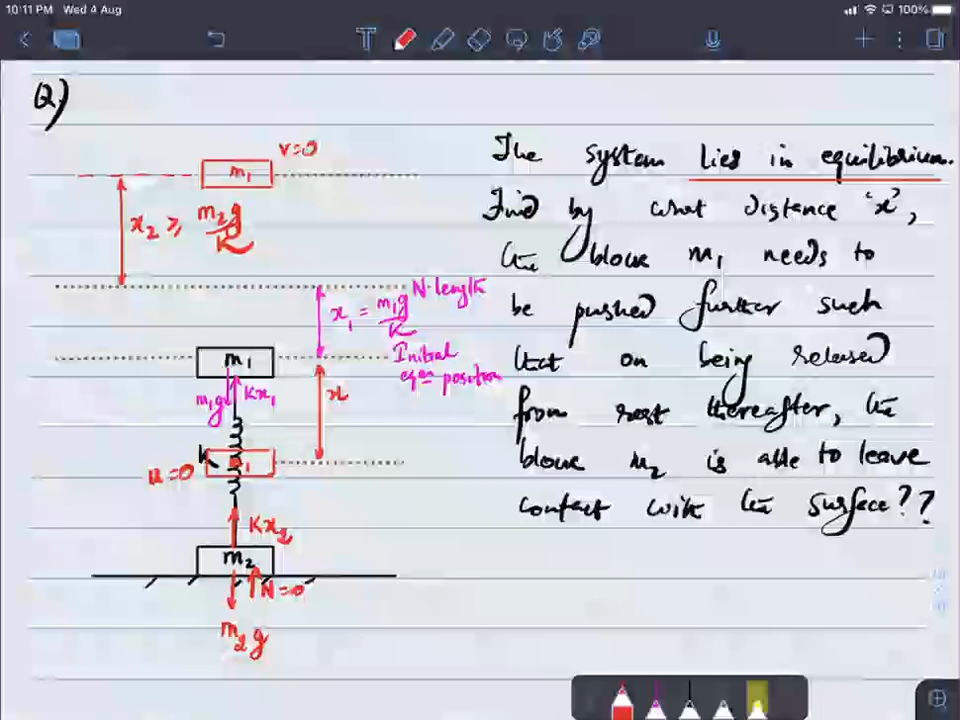 10:11 PM Wed 4 Aug
100%
Q)
The system lies in equilibrium.
Find by what distance 'x',
the block m₁ needs to
be pushed further such
that on being released
from rest thereafter, the
block m₂ is able to leave
contact with the surface??
v=0
m₁
x₂ ≥ m₂g/K
N.length
x₁ = m₁g/K
Initial
eqᵐ position
m₁
m₁g Kx₁
x
K
u=0
m₁
Kx₂
m₂
N=0
m₂g